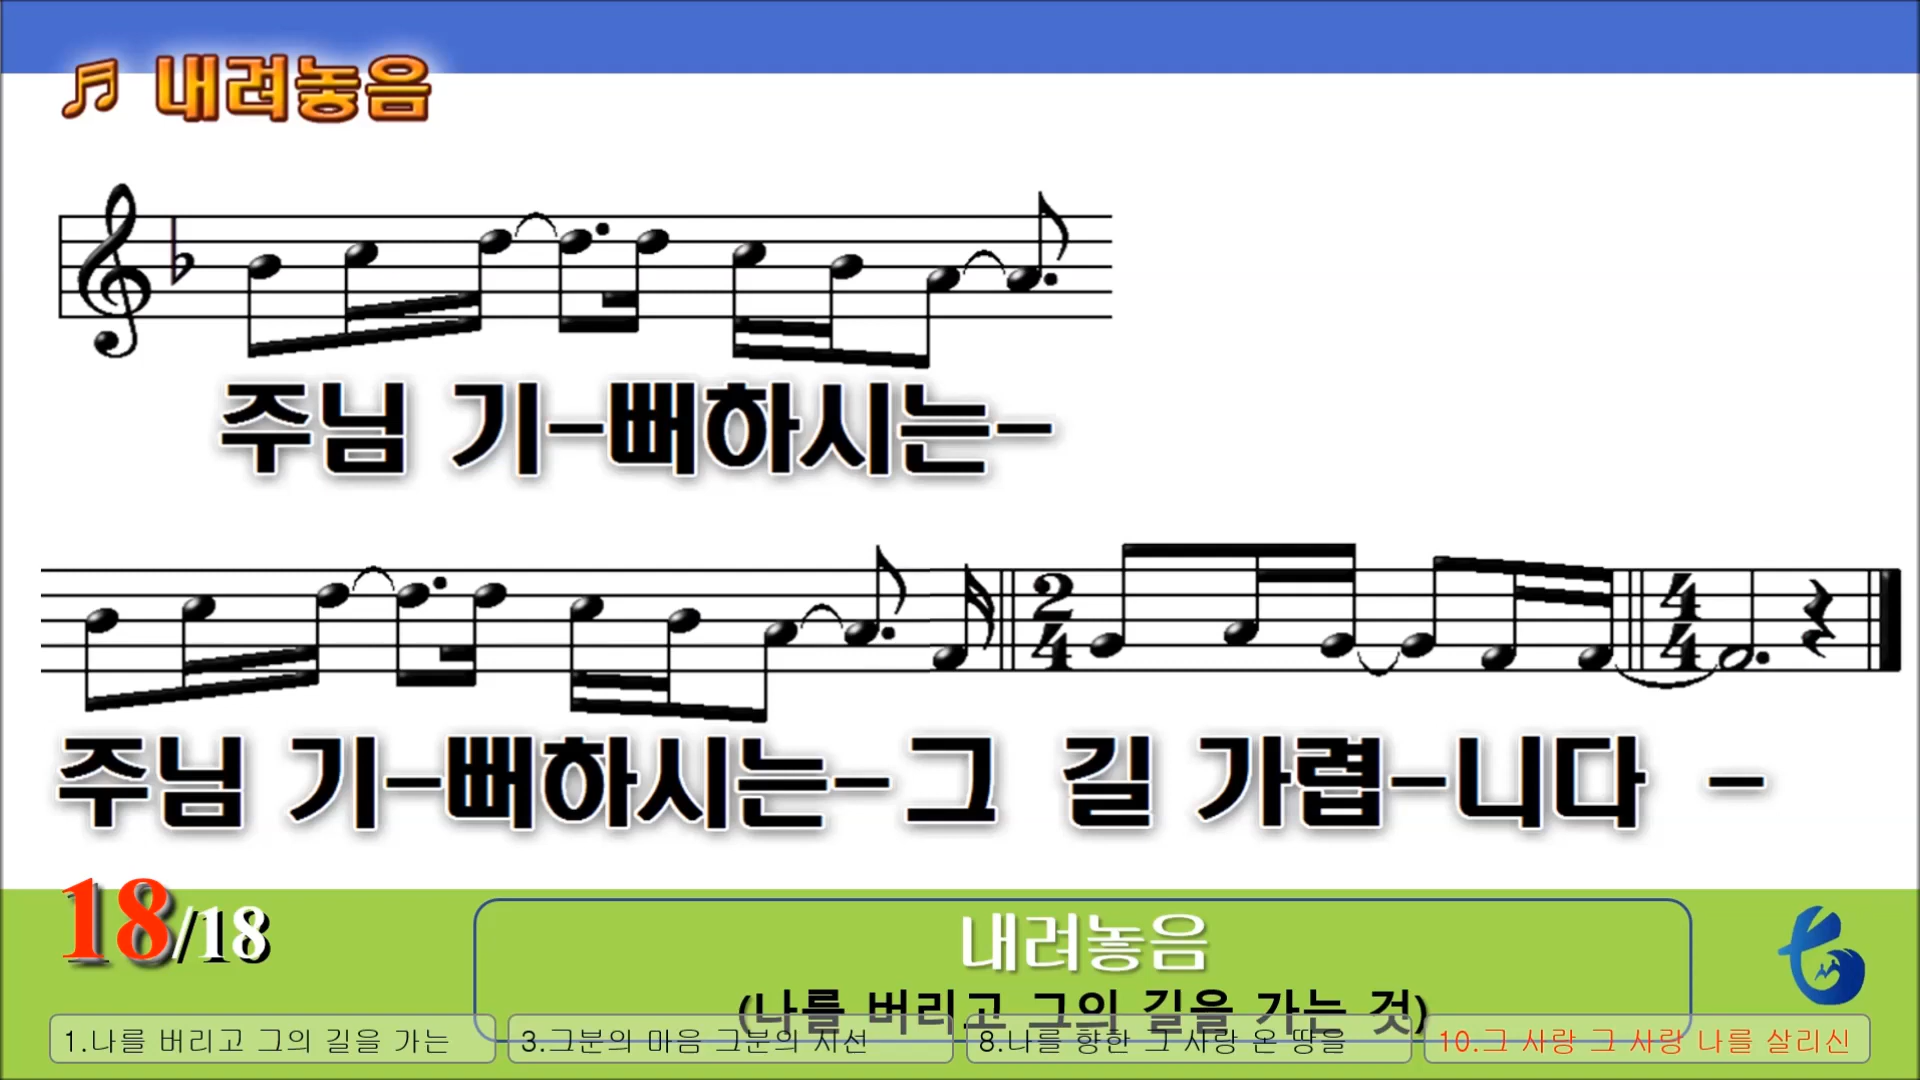 내려놓음
주님 기-뻐하시는-
2
4
4
4
주님 기-뻐하시는-그 길 가렵-니다 -
18/18
내려놓음
(나를 버리고 그의 길을 가는 것)
1.나를 버리고 그의 길을 가는
3.그분의 마음 그분의 시선
8.나를 향한 그 사랑 온 땅을
10.그 사랑 그 사랑 나를 살리신